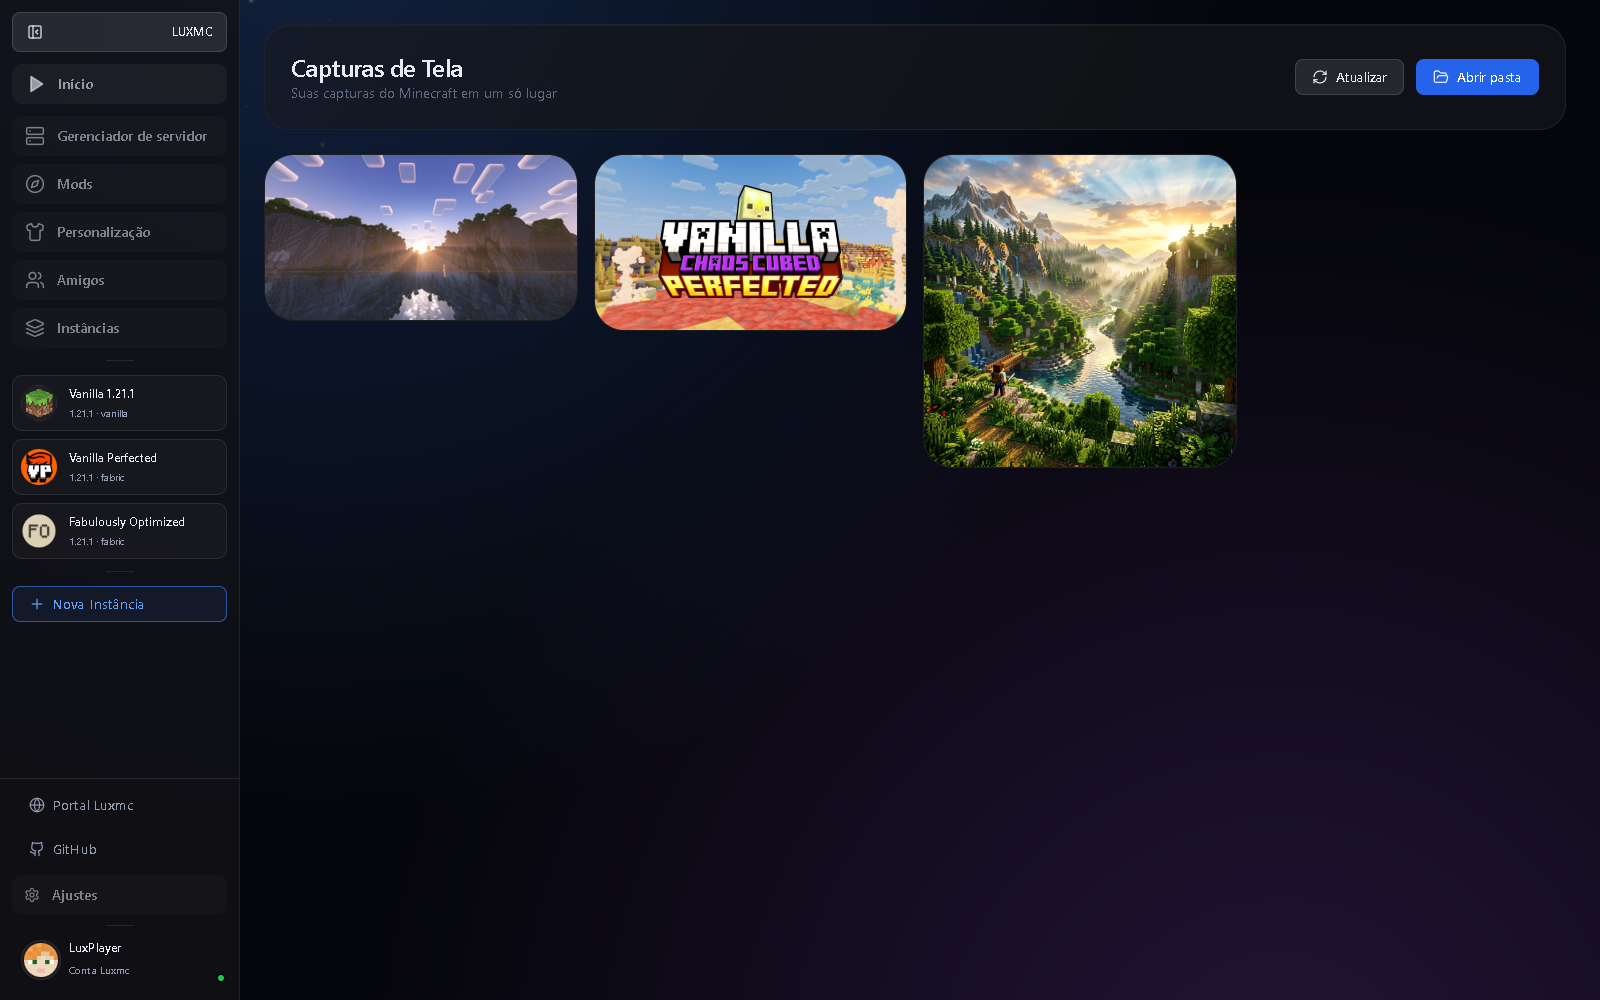 LUXMC
Início
Gerenciador de servidor
Mods
Personalização
Amigos
Instâncias
Vanilla 1.21.1
1.21.1 · vanilla
VP
Vanilla Perfected
1.21.1 · fabric
FO
Fabulously Optimized
1.21.1 · fabric
Nova Instância
Portal Luxmc
GitHub
Ajustes
LuxPlayer
Conta Luxmc
Capturas de Tela
Suas capturas do Minecraft em um só lugar
Atualizar
Abrir pasta
VANILLA
CHAOS CUBED
PERFECTED